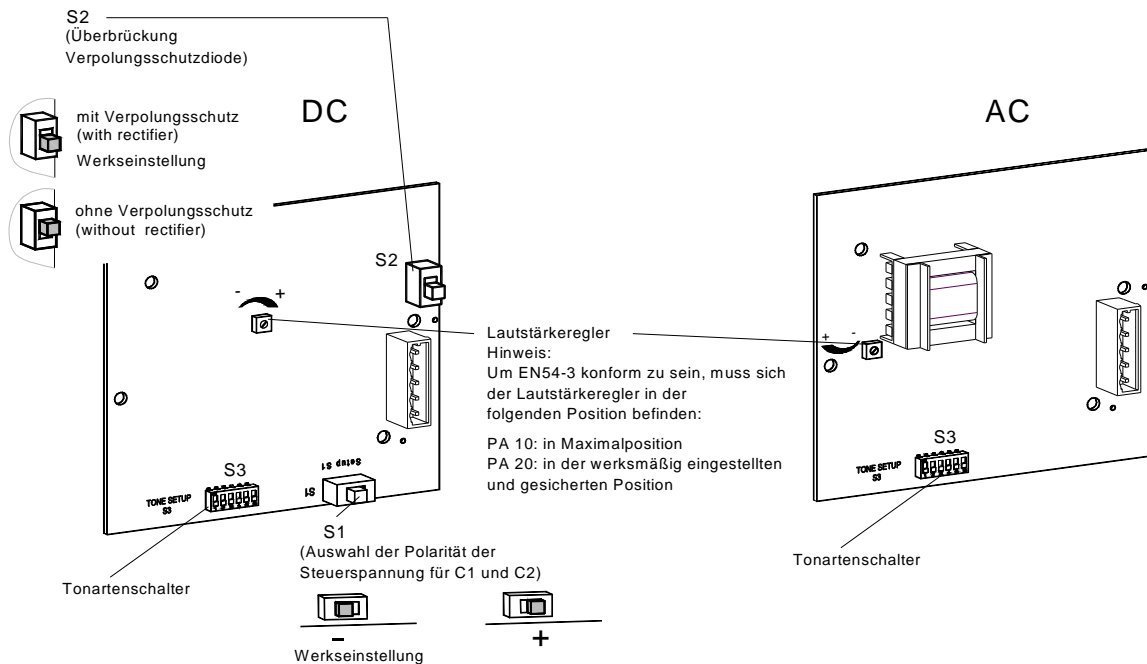 S2
(Überbrückung
Verpolungsschutzdiode)
DC
AC
mit Verpolungsschutz
(with rectifier)
Werkseinstellung
ohne Verpolungsschutz
(without rectifier)
S2
- +
Lautstärkeregler
Hinweis:
Um EN54-3 konform zu sein, muss sich
der Lautstärkeregler in der
folgenden Position befinden:
PA 10: in Maximalposition
PA 20: in der werksmäßig eingestellten
und gesicherten Position
+ -
S3
TONE SETUP
S3
Setup S1
S1
S3
TONE SETUP
S3
S1
(Auswahl der Polarität der
Steuerspannung für C1 und C2)
Tonartenschalter
Tonartenschalter
- +
Werkseinstellung